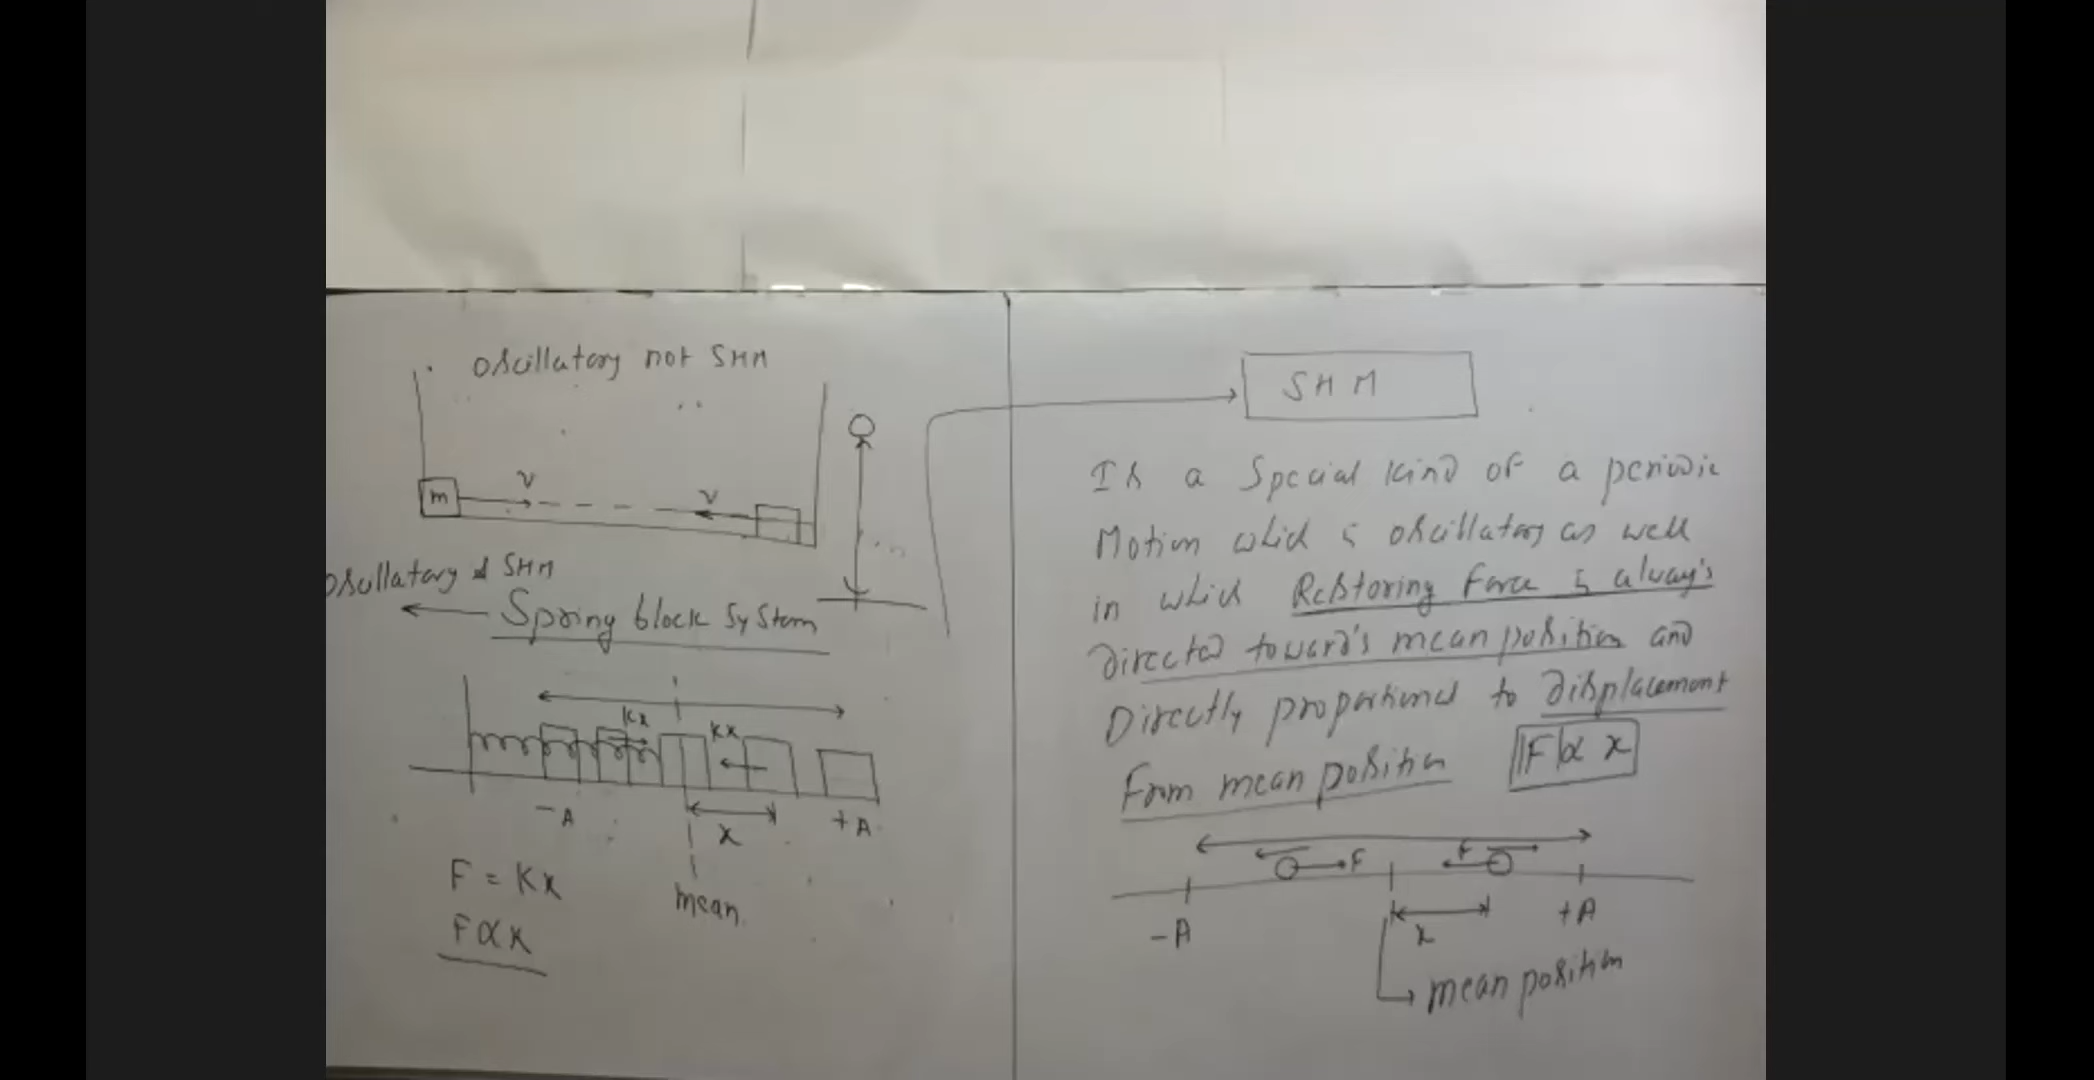 Oscillatory not SHM
m
v
v
Oscillatory & SHM
Spring block System
kx
kx
-A
x
+A
mean
F = Kx
F ∝ x
SHM
Is a Special kind of a periodic
Motion which is oscillatory as well
in which Restoring Force is always's
directed toward's mean position and
Directly proportional to displacement
From mean position |F| ∝ x
F
F
-A
x
+A
mean position